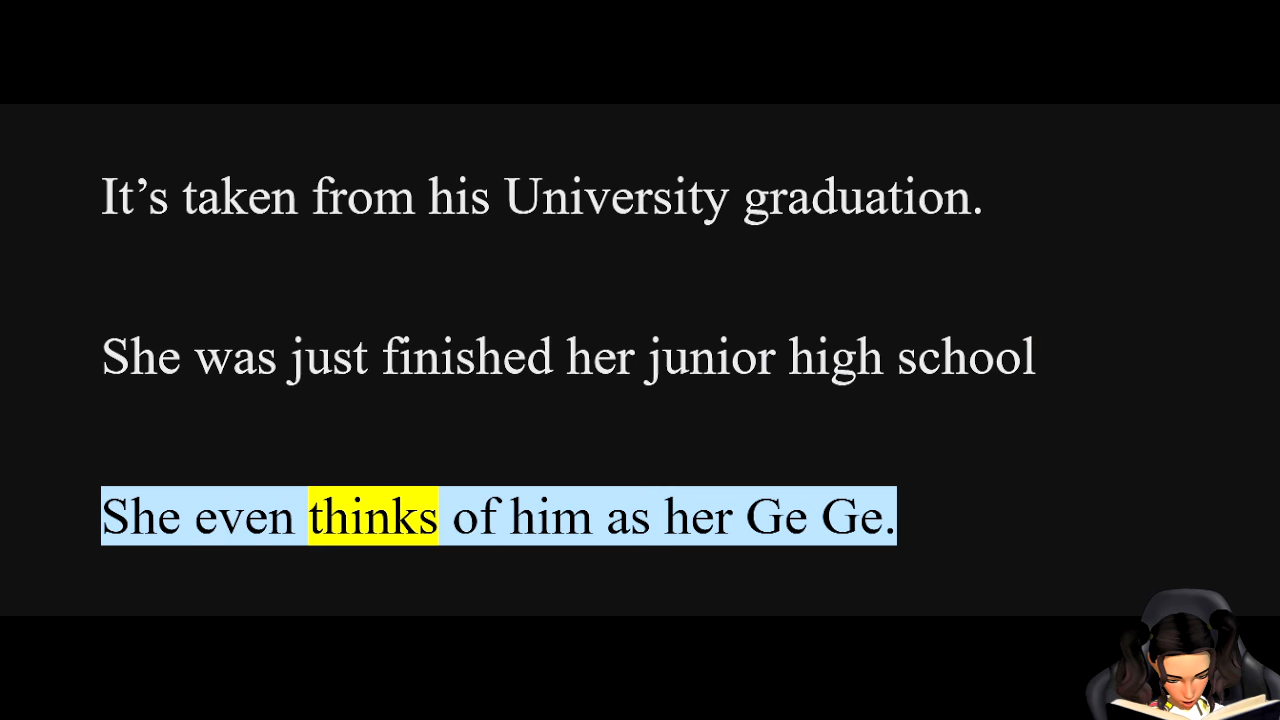 It’s taken from his University graduation.
She was just finished her junior high school
She even thinks of him as her Ge Ge.